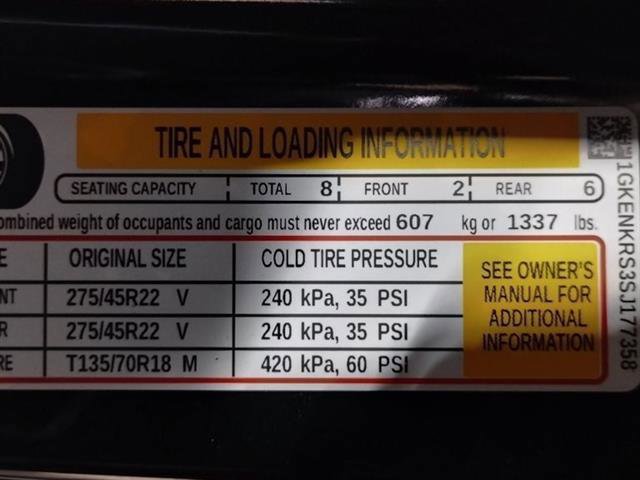 TIRE AND LOADING INFORMATION
SEATING CAPACITY TOTAL 8 FRONT 2 REAR 6
ombined weight of occupants and cargo must never exceed 607 kg or 1337 lbs.
E ORIGINAL SIZE COLD TIRE PRESSURE
NT 275/45R22 V 240 kPa, 35 PSI
R 275/45R22 V 240 kPa, 35 PSI
RE T135/70R18 M 420 kPa, 60 PSI
SEE OWNER'S
MANUAL FOR
ADDITIONAL
INFORMATION
1GKENKRS3SJ177358